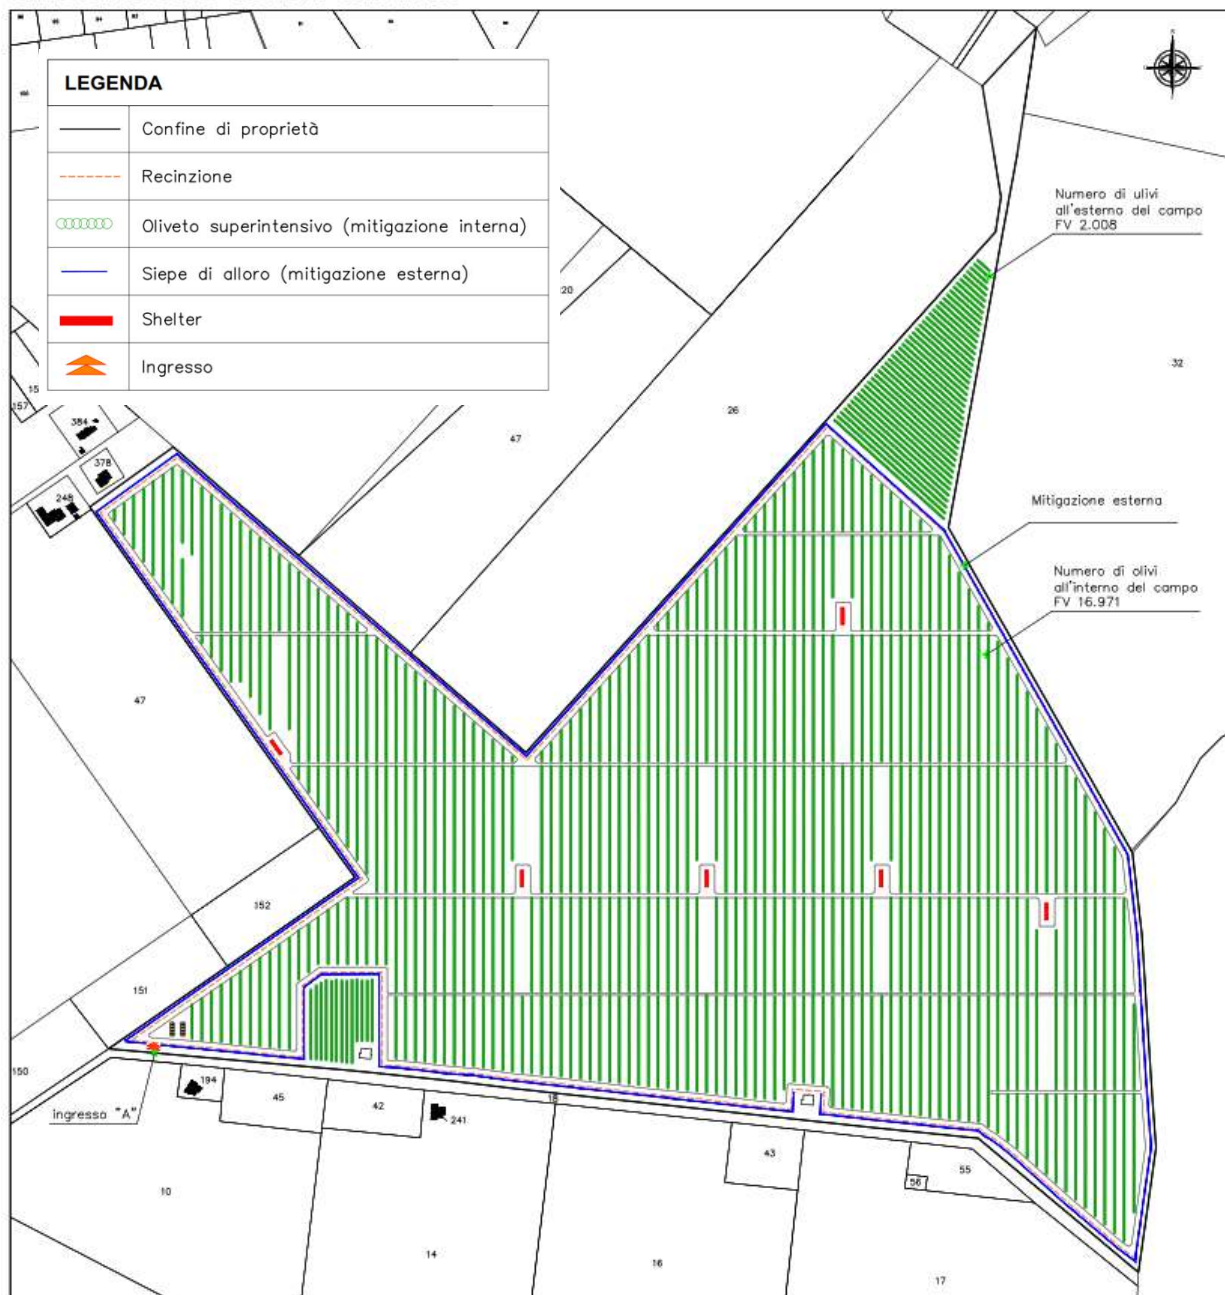 LEGENDA
Confine di proprietà
Recinzione
Oliveto superintensivo (mitigazione interna)
Siepe di alloro (mitigazione esterna)
Shelter
Ingresso
Numero di ulivi
all'esterno del campo
FV 2.008
32
26
47
15
157
384
378
248
Mitigazione esterna
Numero di olivi
all'interno del campo
FV 16.971
47
152
151
150
ingresso "A"
194
45
42
241
18
43
55
56
10
14
16
17